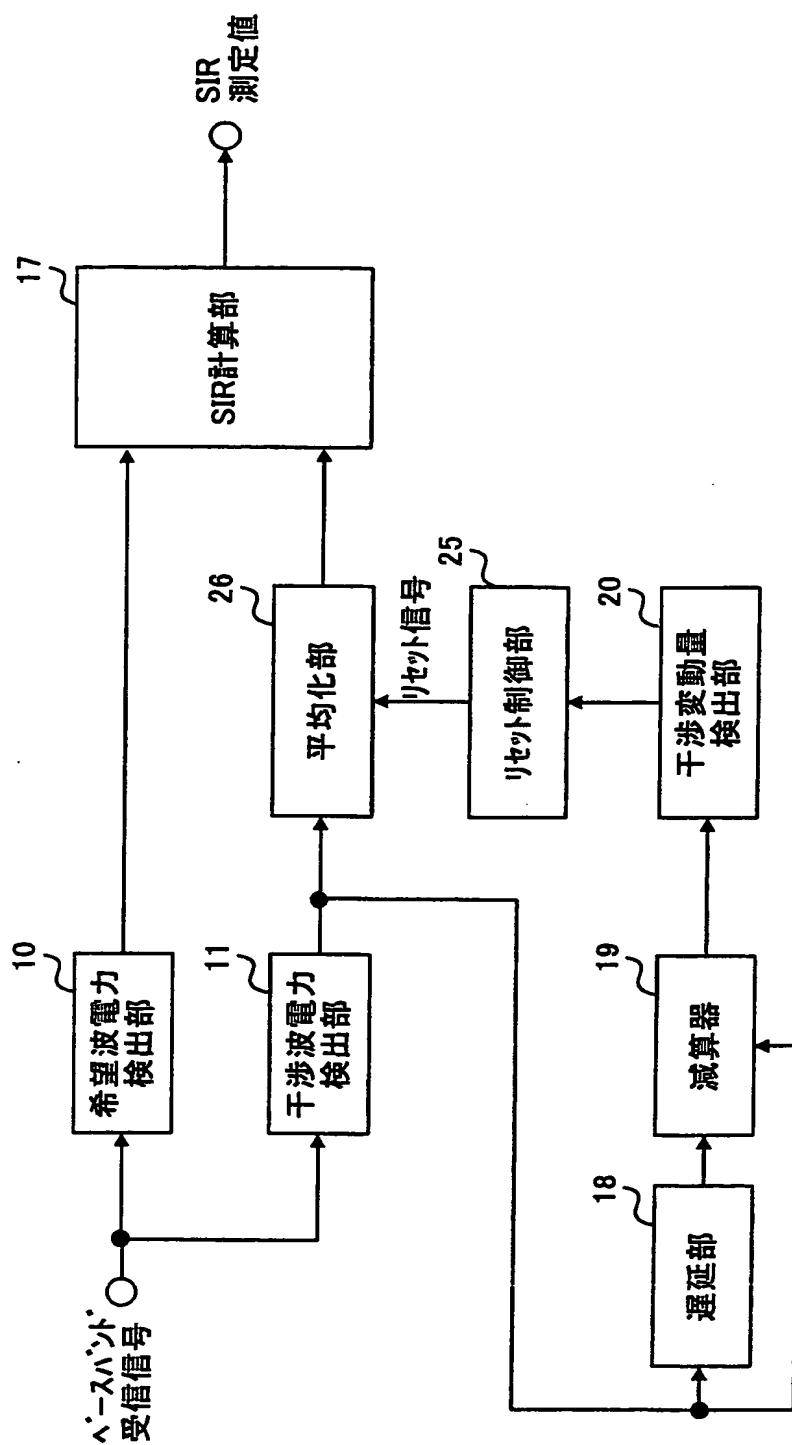 ベースバンド
受信信号
10
希望波電力
検出部
11
干渉波電力
検出部
26
平均化部
17
SIR計算部
SIR
測定値
リセット信号
25
リセット制御部
18
遅延部
19
減算器
20
干渉変動量
検出部